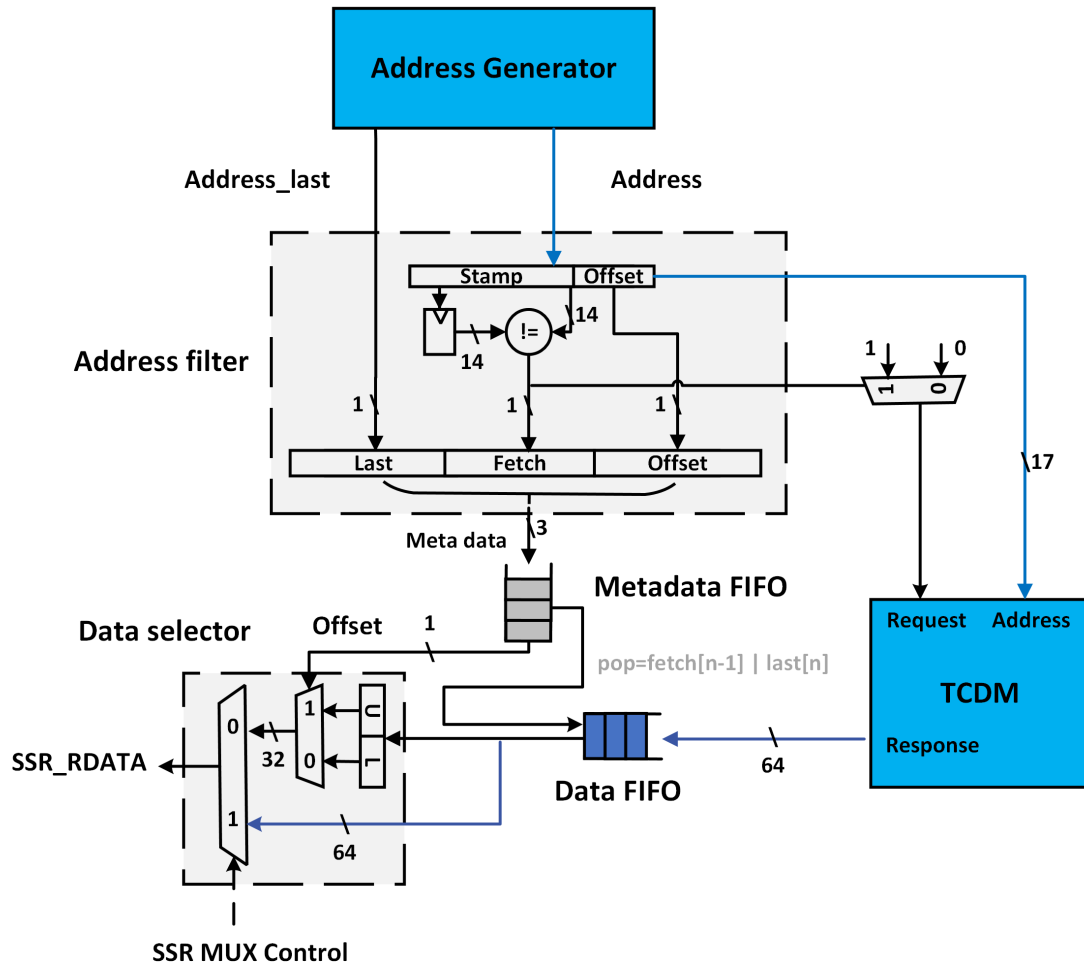 Address Generator
Address_last
Address
Stamp
Offset
14
!=
14
Address filter
1
0
1
0
1
1
1
Last
Fetch
Offset
17
3
Meta data
Metadata FIFO
Request
Address
Data selector
Offset
1
pop=fetch[n-1] | last[n]
TCDM
0
1
U
SSR_RDATA
32
0
L
Response
64
Data FIFO
1
64
SSR MUX Control